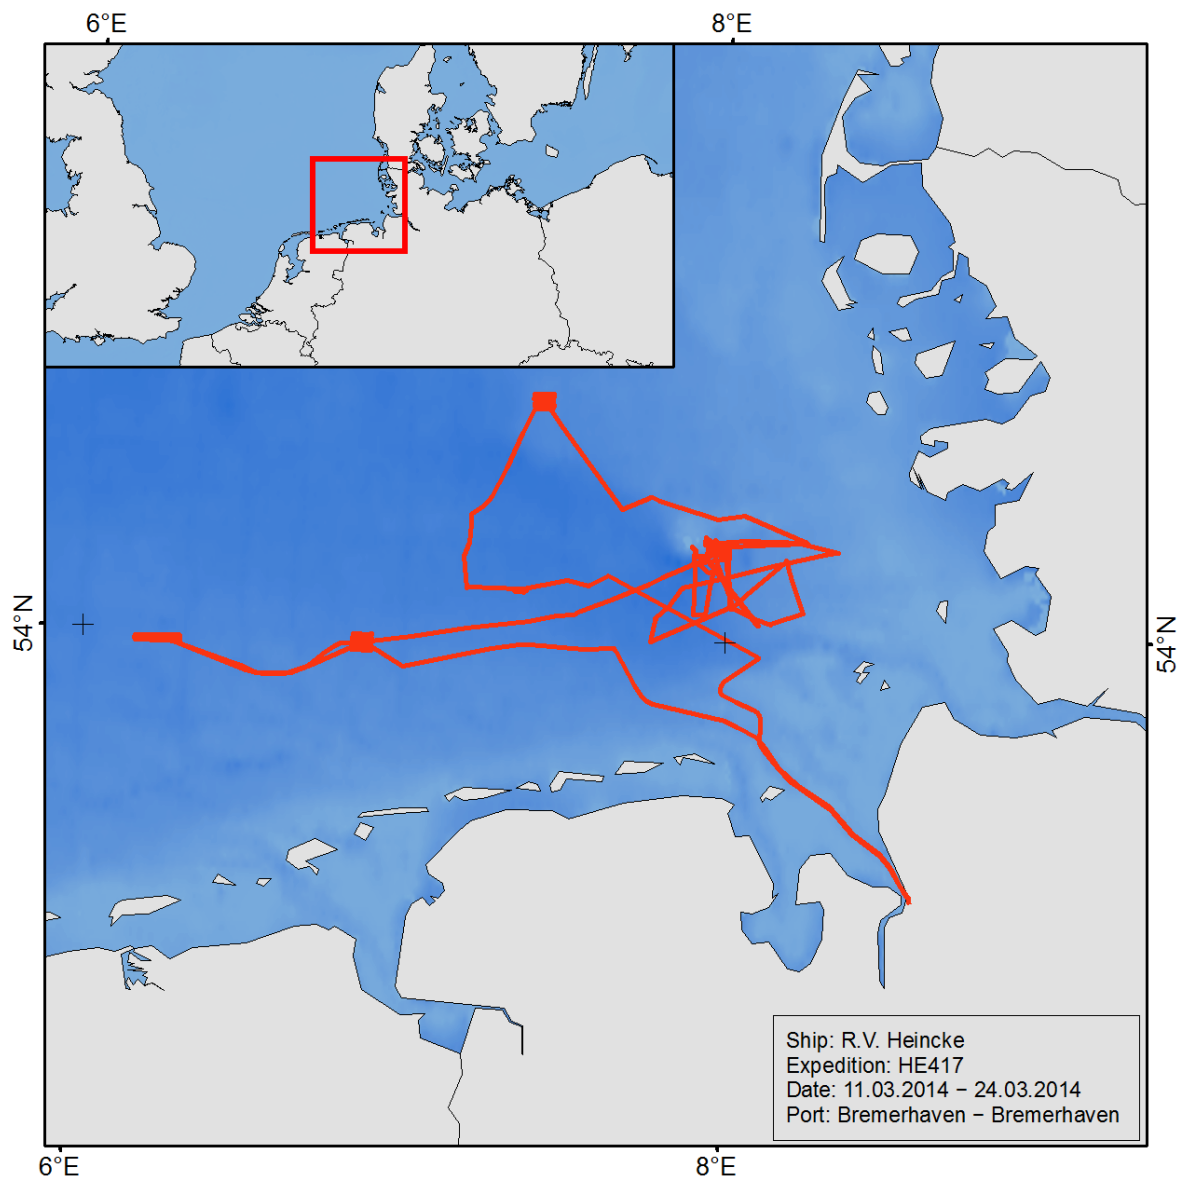 6°E
8°E
54°N
54°N
Ship: R.V. Heincke
Expedition: HE417
Date: 11.03.2014 − 24.03.2014
Port: Bremerhaven − Bremerhaven
6°E
8°E